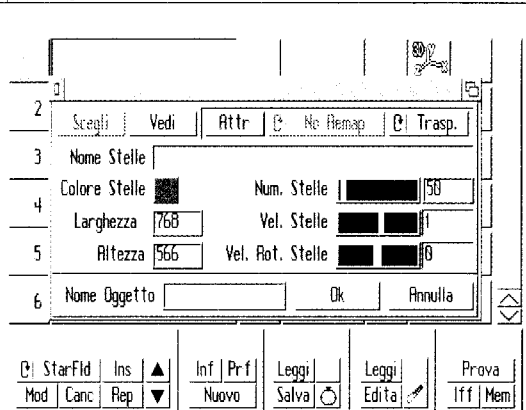 2
Scegli Vedi Attr No Remap Trasp.
3 Nome Stelle
4 Colore Stelle Num. Stelle 50
Larghezza 768 Vel. Stelle 1
5 Altezza 566 Vel. Rot. Stelle 0
6 Nome Oggetto Ok Annulla
StarFld Ins Inf Prf Leggi Leggi Prova
Mod Canc Rep Nuovo Salva Edita Iff Mem